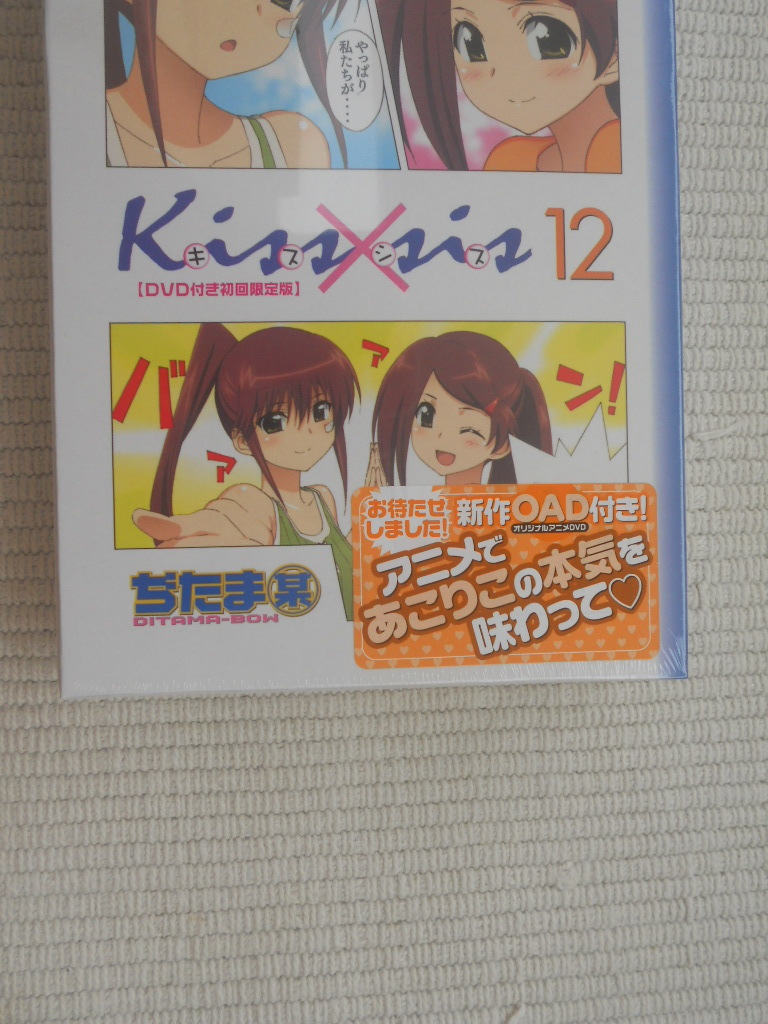 やっぱり
私たちが‥‥
Kiss×sis 12
キスシス
【DVD付き初回限定版】
バァァン!
お待たせ
しました!
新作OAD付き!
オリジナルアニメDVD
アニメで
あこりこの本気を
味わって♡
ぢたま某
DITAMA-BOW